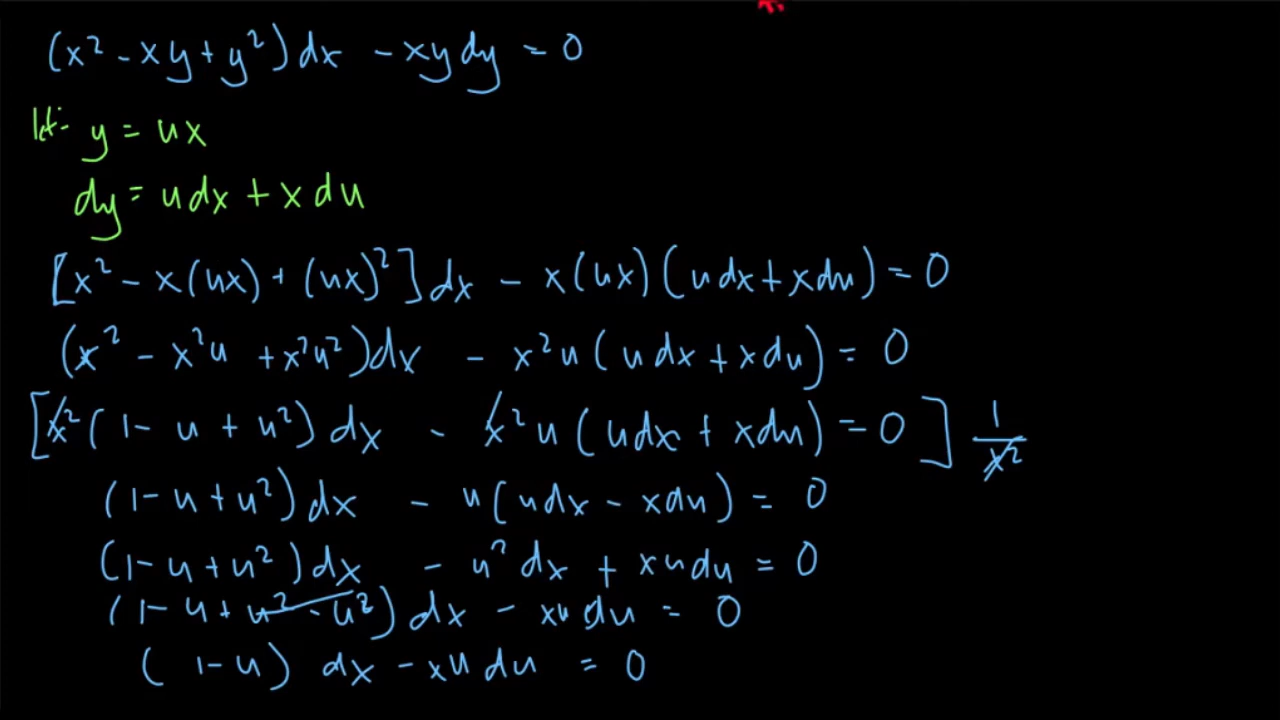 (x² - xy + y²) dx - xy dy = 0
let: y = ux
dy = u dx + x du
[x² - x(ux) + (ux)²] dx - x(ux)(u dx + x du) = 0
(x² - x²u + x²u²) dx - x²u(u dx + x du) = 0
[x²(1 - u + u²) dx - x²u(u dx + x du) = 0] 1/x²
(1 - u + u²) dx - u(u dx - x du) = 0
(1 - u + u²) dx - u² dx + xu du = 0
(1 - u + u² - u²) dx - xu du = 0
(1 - u) dx - xu du = 0